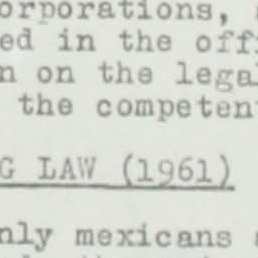 orporations,
ed in the off
n on the lega
the competen
G LAW (1961)
nly mexicans